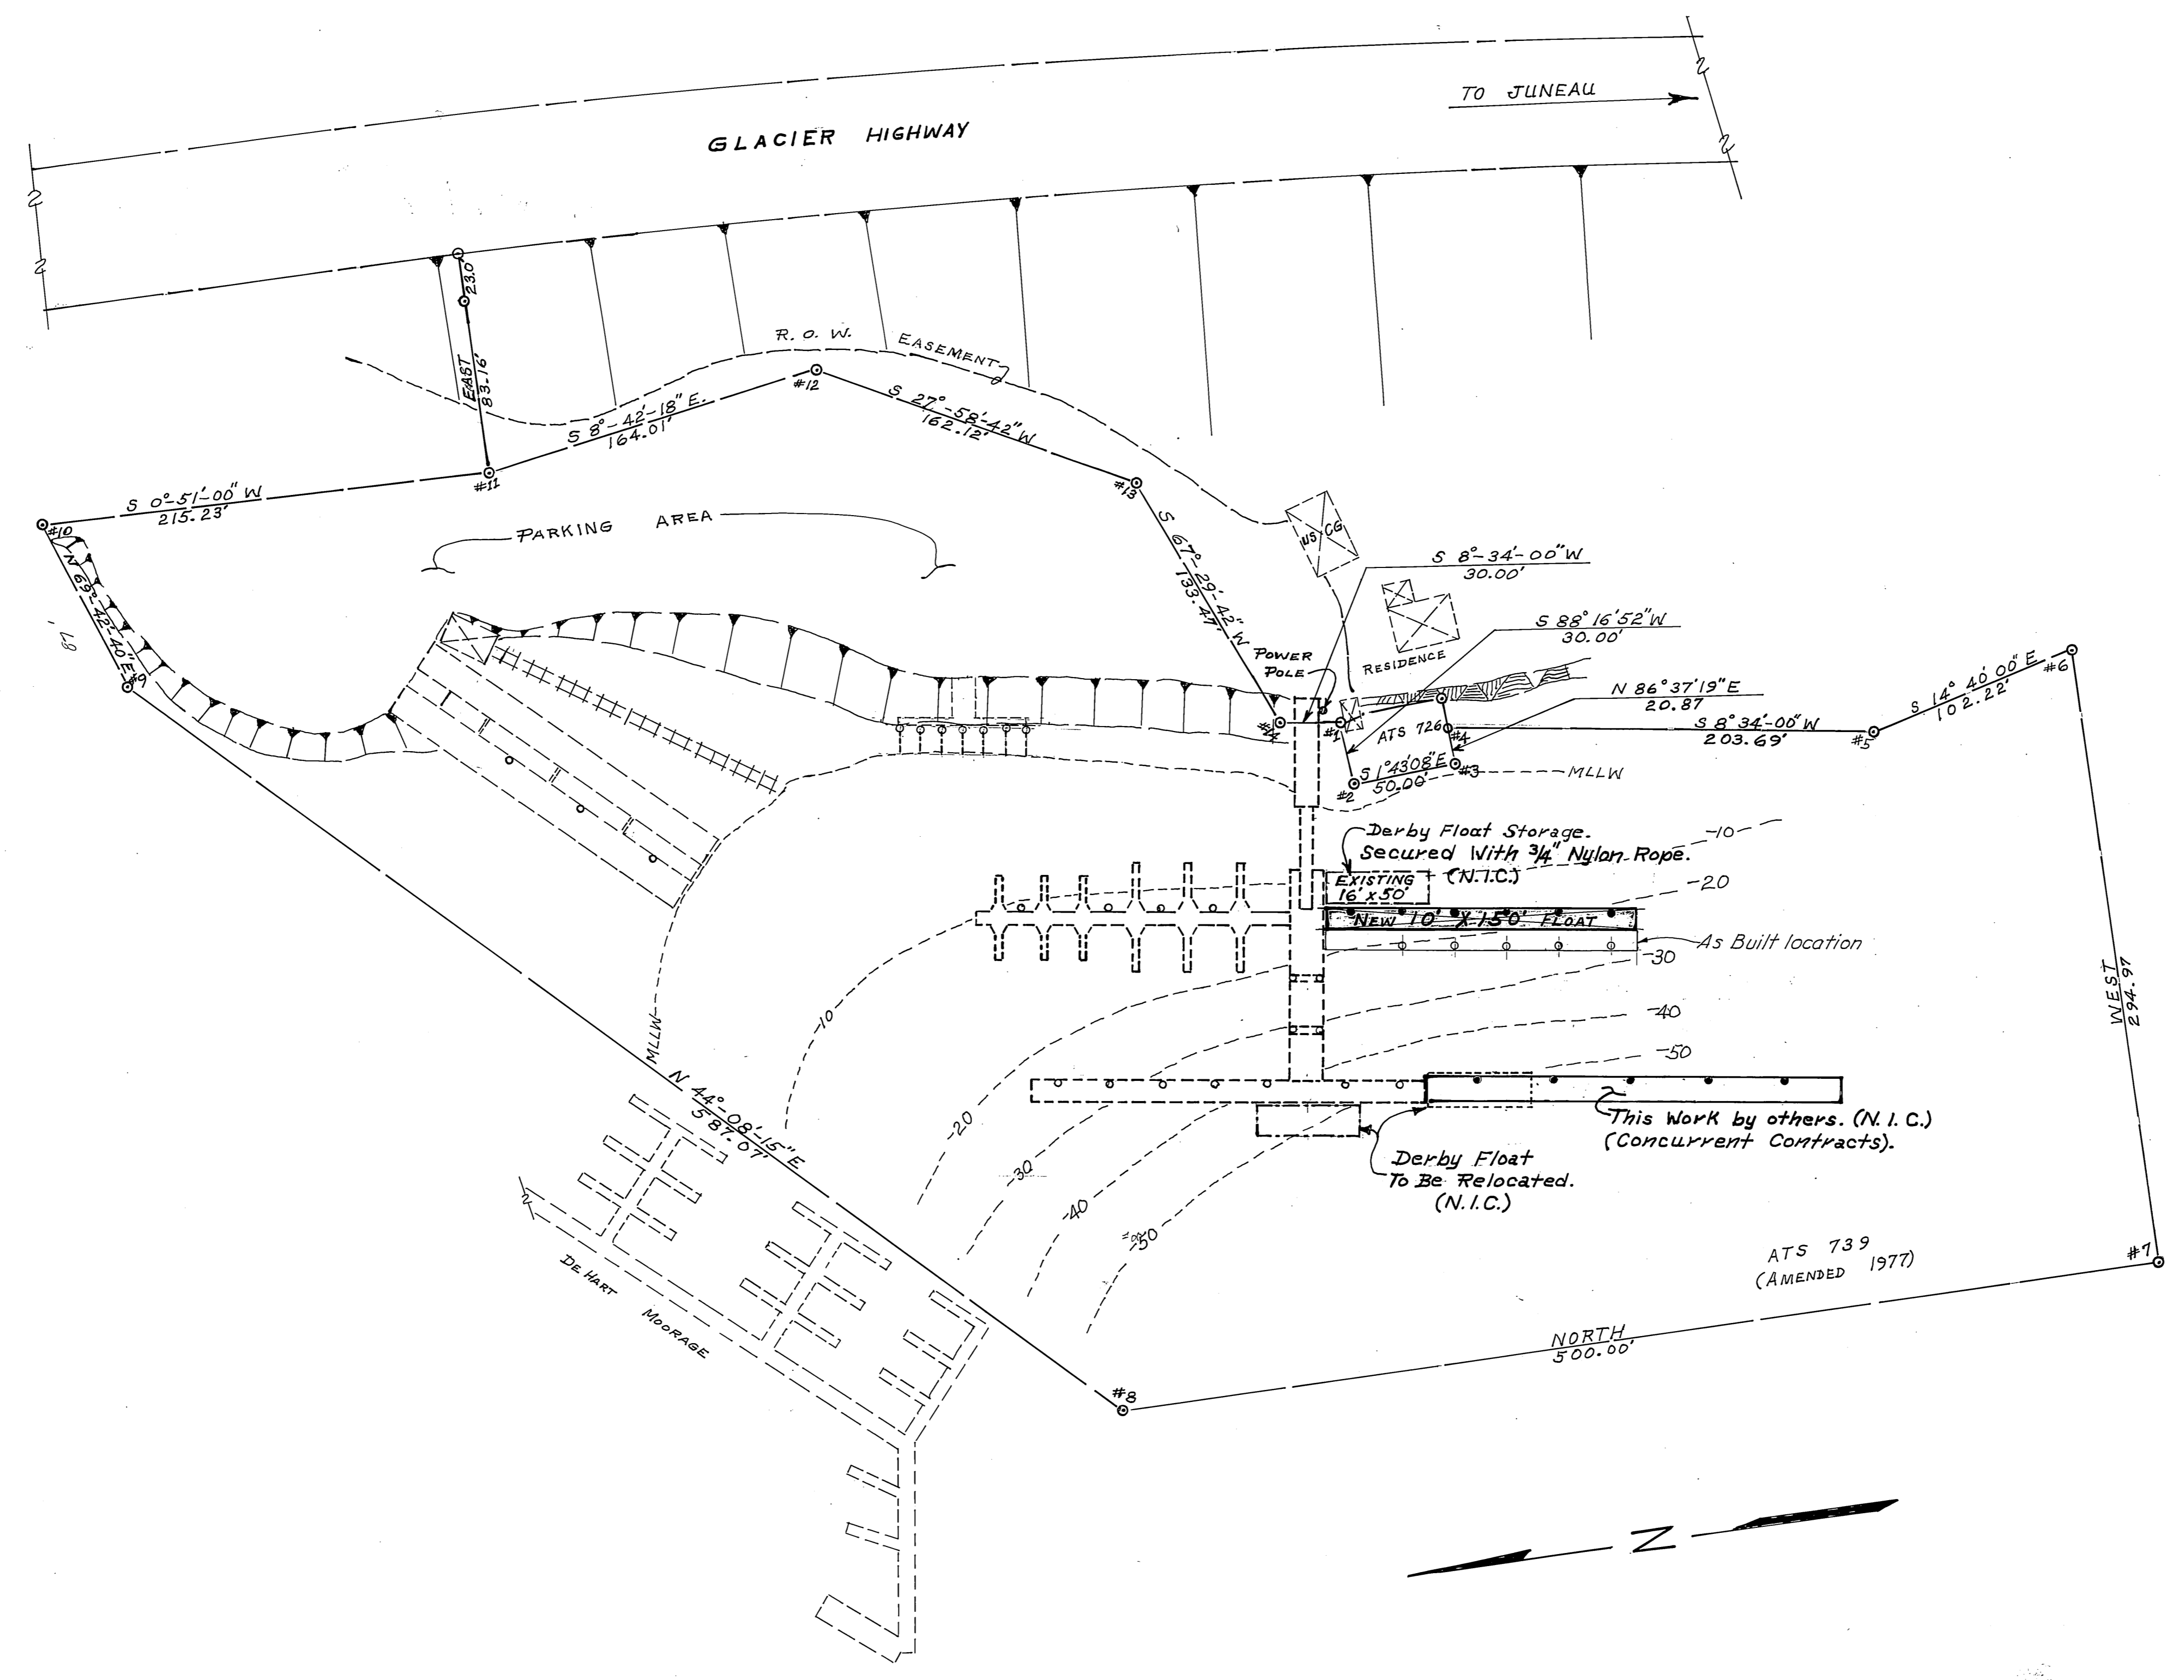 TO JUNEAU
GLACIER HIGHWAY
23.0'
EAST
83.16'
R.O.W. EASEMENT
#12
S 8°-42'-18" E.
164.01'
S 27°-58'-42" W
162.12'
#11
#13
S 0°-51'-00" W
215.23'
#10
PARKING AREA
US CG
N 69°-42'-40" E
87'
#9
S 67°-29'-42" W
133.47'
S 8°-34'-00" W
30.00'
S 88°16'52" W
30.00'
POWER
POLE
RESIDENCE
N 86°37'19" E
20.87
S 14° 40' 00" E
102.22'
#6
#1
ATS 726
#4
S 8°34'-00" W
203.69'
#5
S 1°43'08" E
50.00'
#2
#3
MLLW
Derby Float Storage.
Secured With 3/4" Nylon Rope.
(N.I.C.)
-10
EXISTING
16' x 50'
-20
NEW 10' X 150' FLOAT
As Built location
-30
WEST
294.97
-40
-50
-10
MLLW
N 44°-08'-15" E
587.07'
This Work by others. (N.I.C.)
(Concurrent Contracts).
-20
-30
-40
-50
Derby Float
To Be Relocated.
(N.I.C.)
ATS 739
(AMENDED 1977)
#7
DE HART MOORAGE
NORTH
500.00'
#8
N